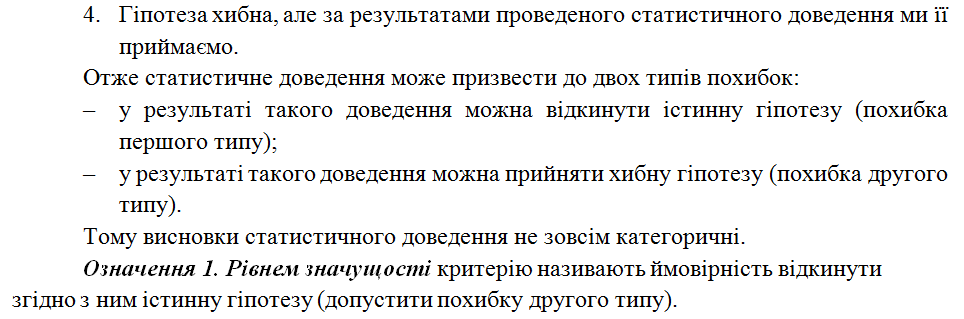 4. Гіпотеза хибна, але за результатами проведеного статистичного доведення ми її
приймаємо.
Отже статистичне доведення може призвести до двох типів похибок:
– у результаті такого доведення можна відкинути істинну гіпотезу (похибка
першого типу);
– у результаті такого доведення можна прийняти хибну гіпотезу (похибка другого
типу).
Тому висновки статистичного доведення не зовсім категоричні.
Означення 1. Рівнем значущості критерію називають ймовірність відкинути
згідно з ним істинну гіпотезу (допустити похибку другого типу).